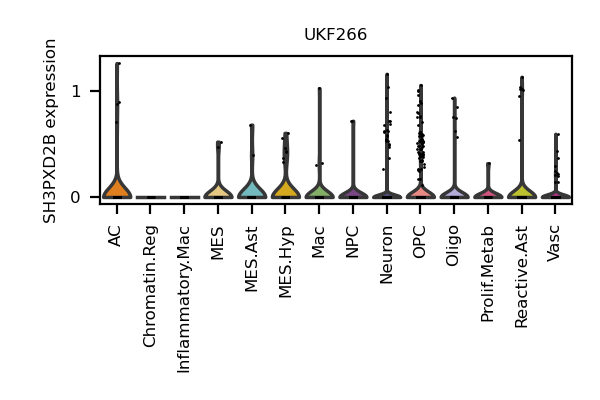 UKF266
SH3PXD2B expression
1
0
AC
Chromatin.Reg
Inflammatory.Mac
MES
MES.Ast
MES.Hyp
Mac
NPC
Neuron
OPC
Oligo
Prolif.Metab
Reactive.Ast
Vasc